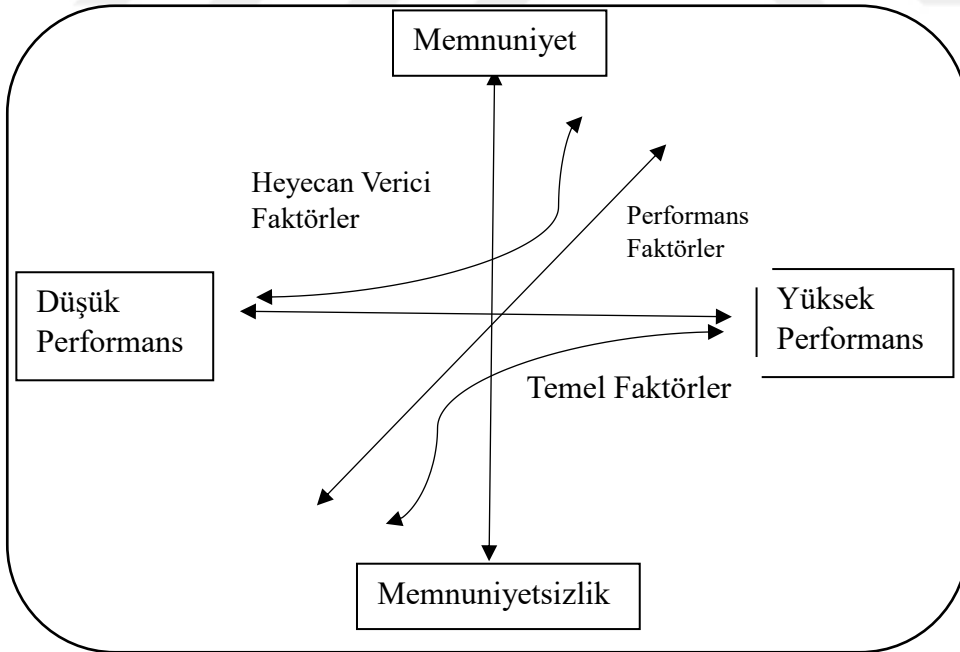 Memnuniyet
Heyecan Verici
Faktörler
Performans
Faktörler
Düşük
Performans
Yüksek
Performans
Temel Faktörler
Memnuniyetsizlik